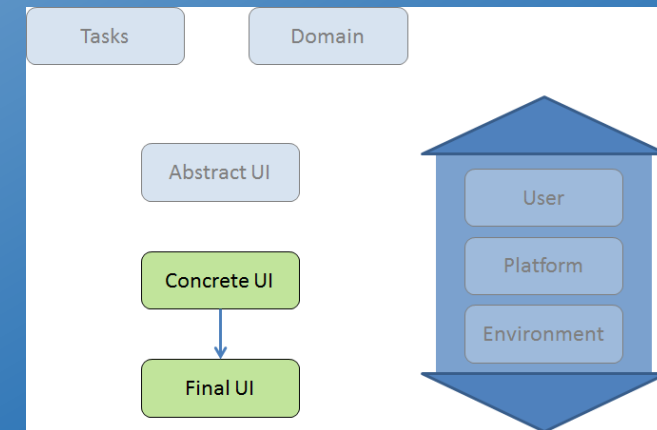 Tasks
Domain
Abstract UI
User
Concrete UI
Platform
Environment
Final UI